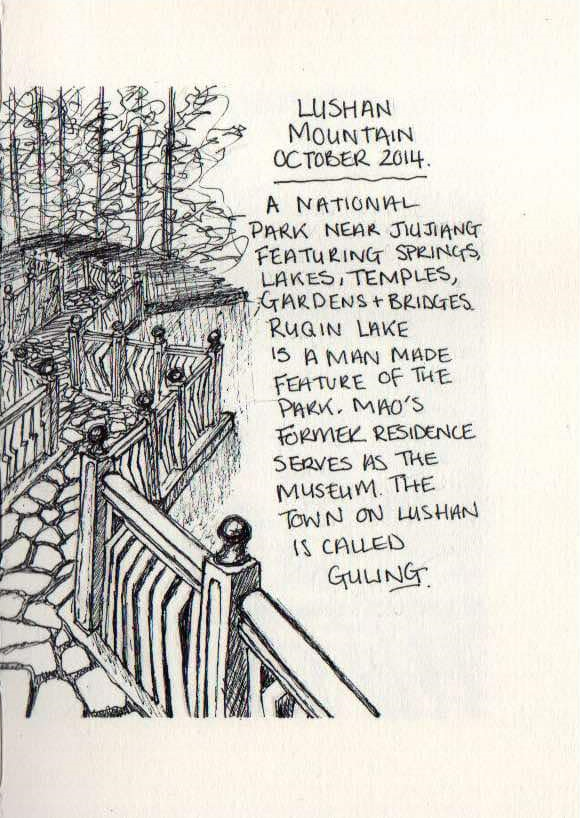 LUSHAN
MOUNTAIN
OCTOBER 2014.
A NATIONAL
PARK NEAR JIUJIANG
FEATURING SPRINGS,
LAKES, TEMPLES,
GARDENS + BRIDGES.
RUQIN LAKE
IS A MAN MADE
FEATURE OF THE
PARK. MAO'S
FORMER RESIDENCE
SERVES AS THE
MUSEUM. THE
TOWN ON LUSHAN
IS CALLED
GULING.